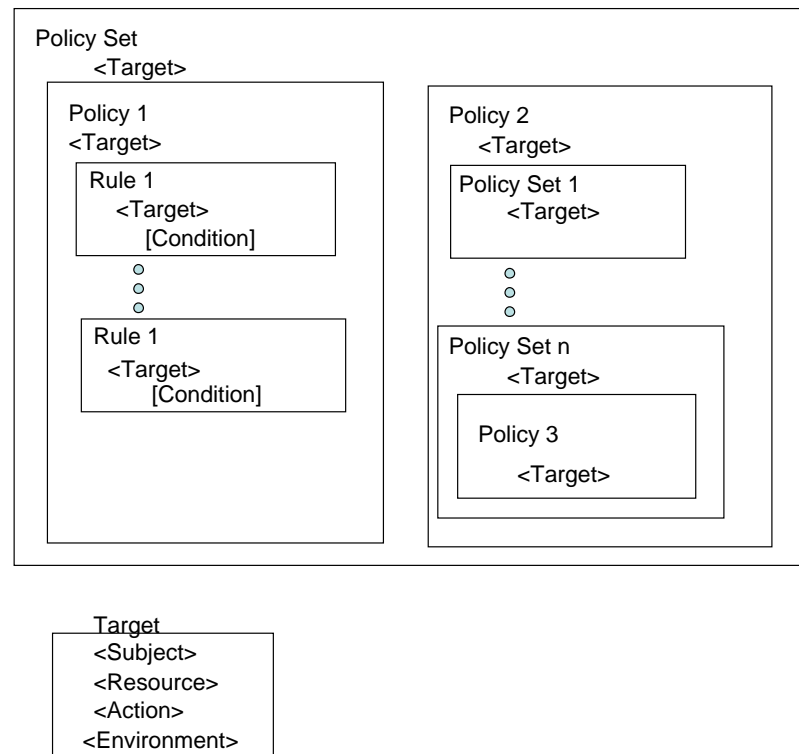 Policy Set
<Target>
Policy 1
<Target>
Rule 1
<Target>
[Condition]
Rule 1
<Target>
[Condition]
Policy 2
<Target>
Policy Set 1
<Target>
Policy Set n
<Target>
Policy 3
<Target>
Target
<Subject>
<Resource>
<Action>
<Environment>